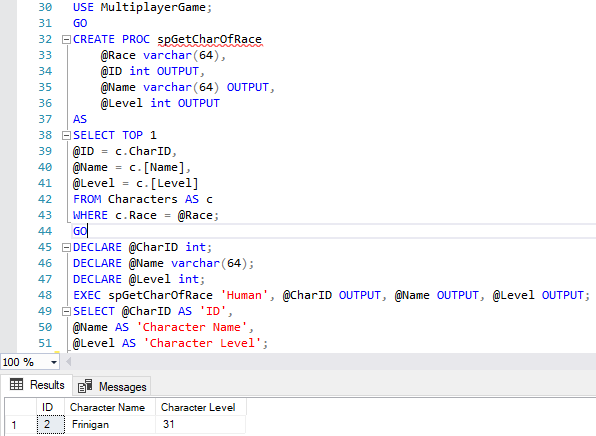 30 USE MultiplayerGame;
31 GO
32 CREATE PROC spGetCharOfRace
33 @Race varchar(64),
34 @ID int OUTPUT,
35 @Name varchar(64) OUTPUT,
36 @Level int OUTPUT
37 AS
38 SELECT TOP 1
39 @ID = c.CharID,
40 @Name = c.[Name],
41 @Level = c.[Level]
42 FROM Characters AS c
43 WHERE c.Race = @Race;
44 GO
45 DECLARE @CharID int;
46 DECLARE @Name varchar(64);
47 DECLARE @Level int;
48 EXEC spGetCharOfRace 'Human', @CharID OUTPUT, @Name OUTPUT, @Level OUTPUT;
49 SELECT @CharID AS 'ID',
50 @Name AS 'Character Name',
51 @Level AS 'Character Level';
100 %
Results Messages
ID Character Name Character Level
1 2 Frinigan 31